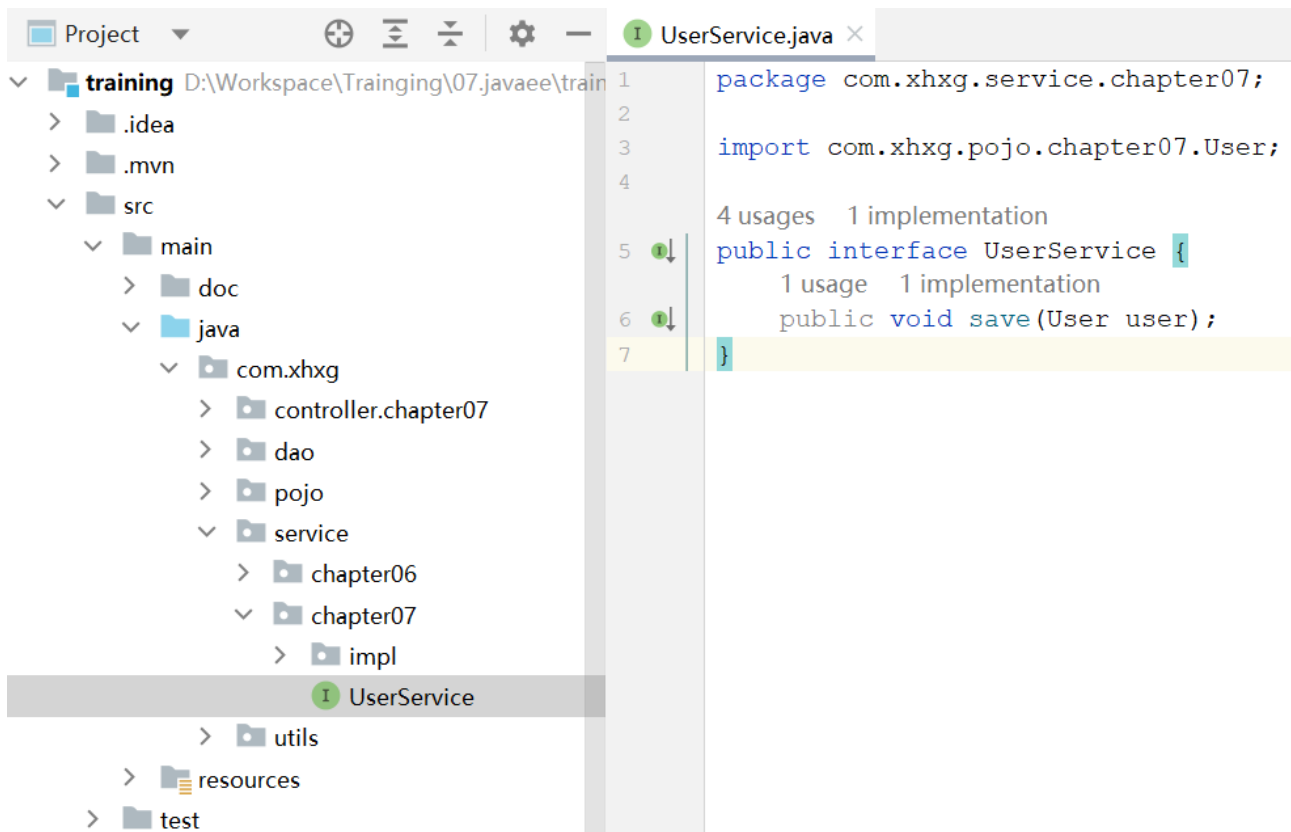 Project
training D:\Workspace\Trainging\07.javaee\train
.idea
.mvn
src
main
doc
java
com.xhxg
controller.chapter07
dao
pojo
service
chapter06
chapter07
impl
I UserService
utils
resources
test
I UserService.java
1 package com.xhxg.service.chapter07;
2
3 import com.xhxg.pojo.chapter07.User;
4
4 usages 1 implementation
5 I public interface UserService {
1 usage 1 implementation
6 I public void save(User user);
7 }